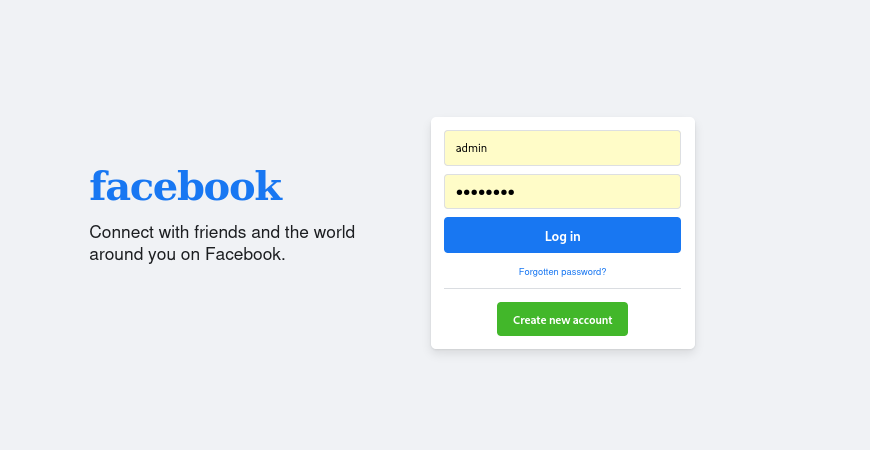 facebook
Connect with friends and the world
around you on Facebook.
admin
●●●●●●●●
Log in
Forgotten password?
Create new account